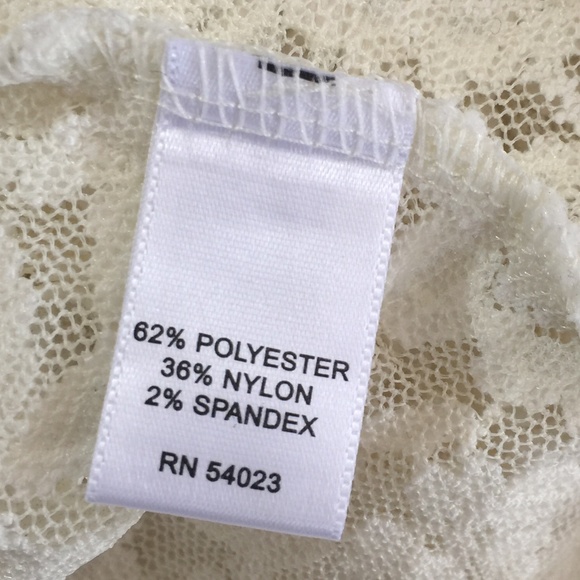 62% POLYESTER
36% NYLON
2% SPANDEX
RN 54023